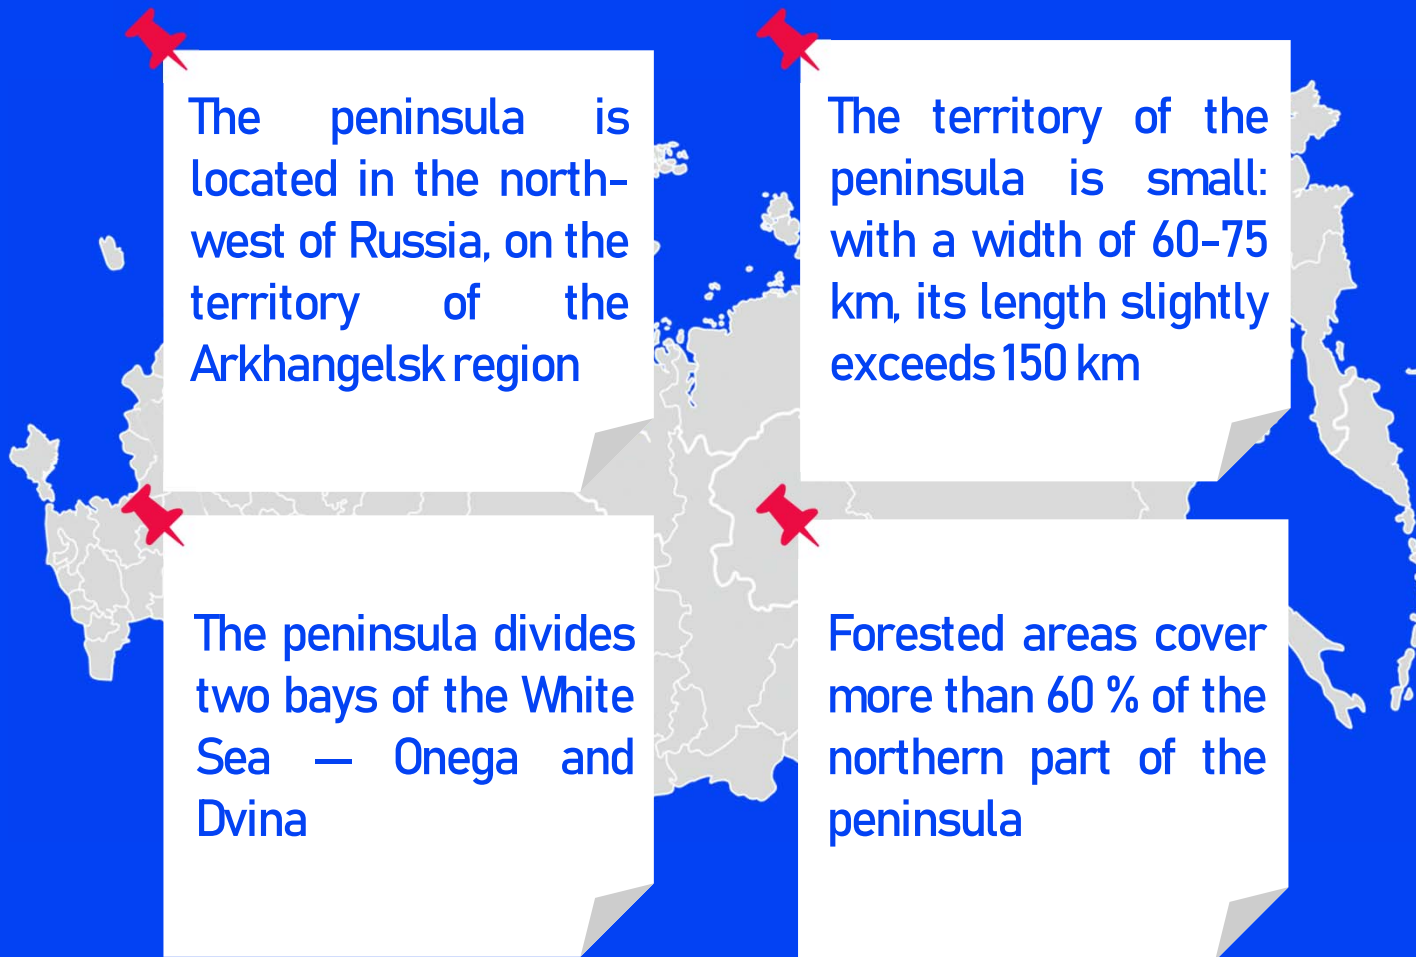 The peninsula is
located in the north-
west of Russia, on the
territory of the
Arkhangelsk region
The territory of the
peninsula is small:
with a width of 60-75
km, its length slightly
exceeds 150 km
The peninsula divides
two bays of the White
Sea — Onega and
Dvina
Forested areas cover
more than 60 % of the
northern part of the
peninsula